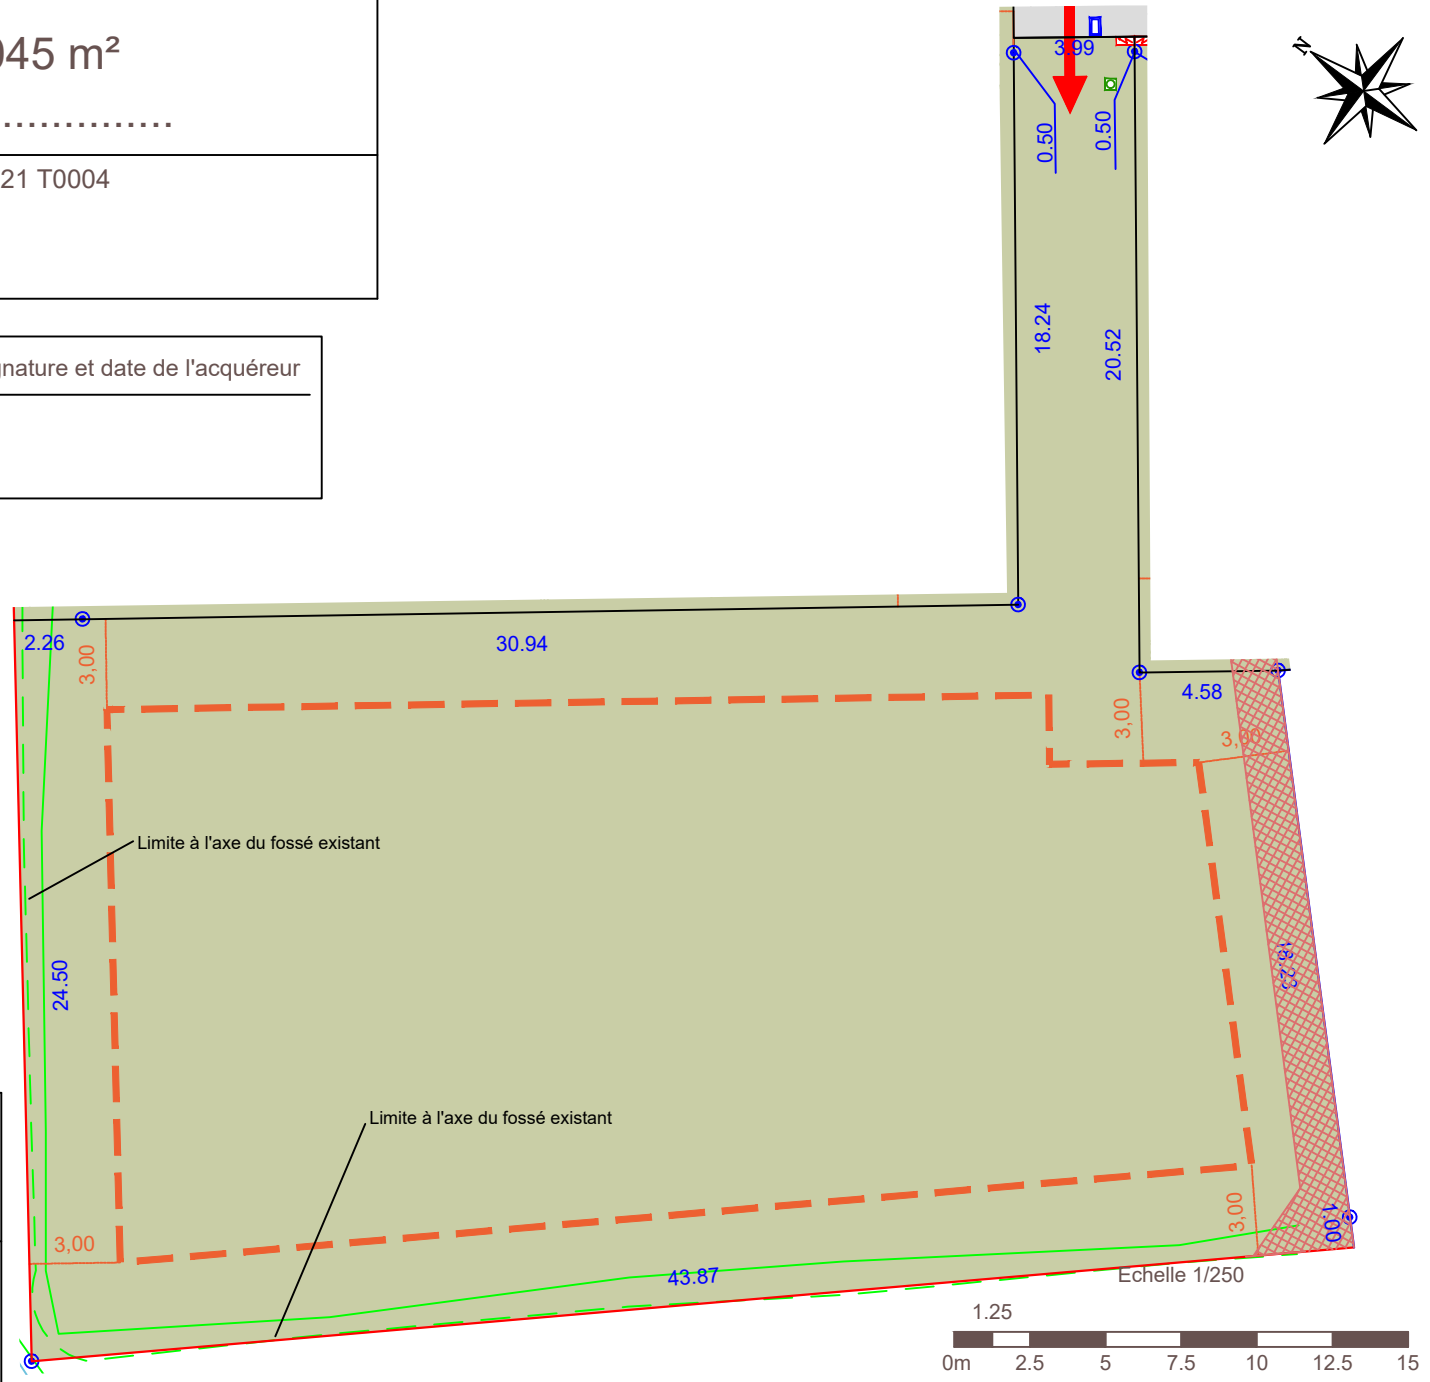 045 m²
...............
21 T0004
nature et date de l'acquéreur
N
3.99
0.50
0.50
18.24
20.52
2.26
3,00
30.94
4.58
3,00
3,00
Limite à l'axe du fossé existant
24.50
Limite à l'axe du fossé existant
3,00
3,00
1.00
43.87
Echelle 1/250
1.25
0m 2.5 5 7.5 10 12.5 15